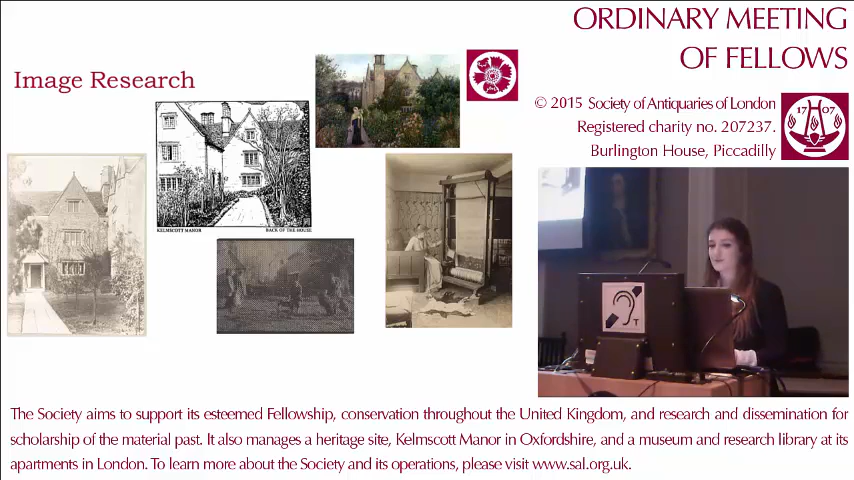 ORDINARY MEETING
OF FELLOWS
Image Research
© 2015 Society of Antiquaries of London
Registered charity no. 207237.
Burlington House, Piccadilly
17 07
KELMSCOTT MANOR BACK OF THE HOUSE
T
The Society aims to support its esteemed Fellowship, conservation throughout the United Kingdom, and research and dissemination for
scholarship of the material past. It also manages a heritage site, Kelmscott Manor in Oxfordshire, and a museum and research library at its
apartments in London. To learn more about the Society and its operations, please visit www.sal.org.uk.